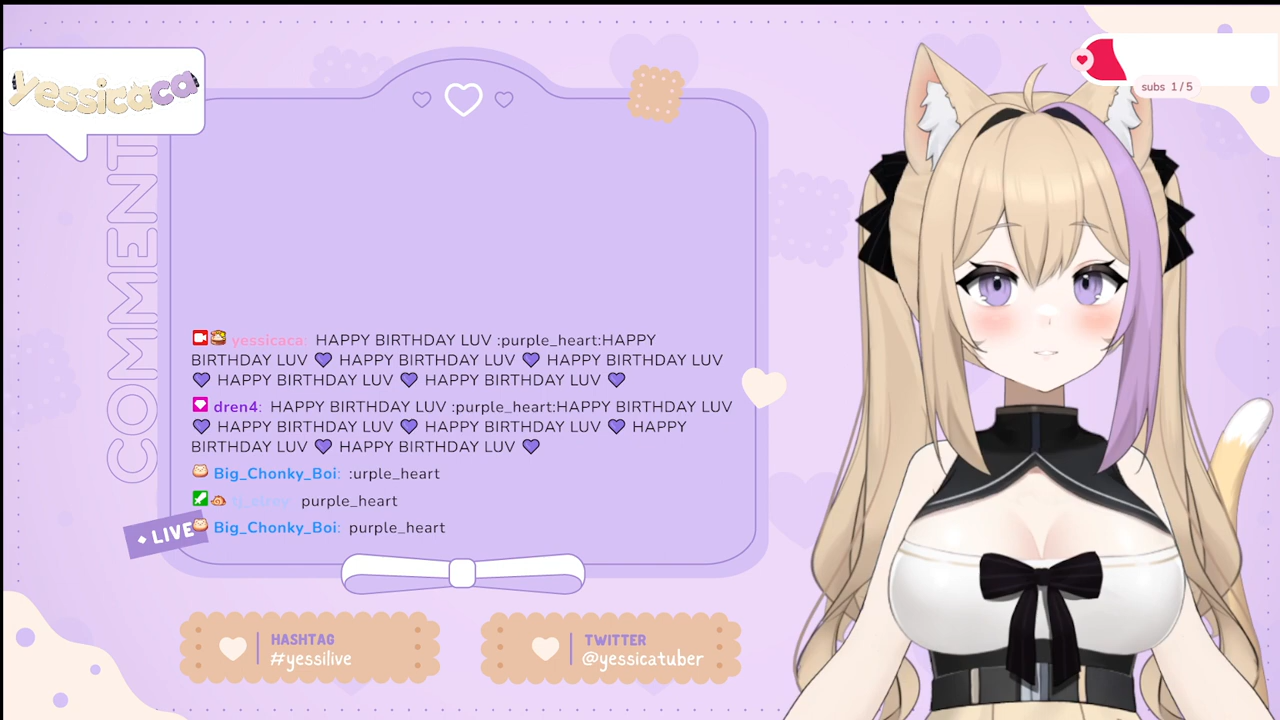 yessicaca
subs 1 / 5
COMMENT
yessicaca: HAPPY BIRTHDAY LUV :purple_heart:HAPPY
BIRTHDAY LUV 💜 HAPPY BIRTHDAY LUV 💜 HAPPY BIRTHDAY LUV
💜 HAPPY BIRTHDAY LUV 💜 HAPPY BIRTHDAY LUV 💜
dren4: HAPPY BIRTHDAY LUV :purple_heart:HAPPY BIRTHDAY LUV
💜 HAPPY BIRTHDAY LUV 💜 HAPPY BIRTHDAY LUV 💜 HAPPY
BIRTHDAY LUV 💜 HAPPY BIRTHDAY LUV 💜
Big_Chonky_Boi: :urple_heart
purple_heart
Big_Chonky_Boi: purple_heart
LIVE
HASHTAG
#yessilive
TWITTER
@yessicatuber